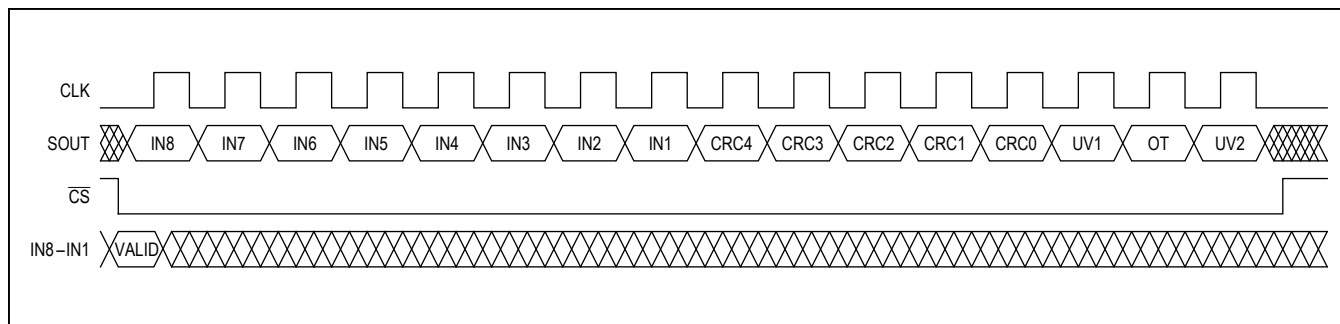 CLK
SOUT IN8 IN7 IN6 IN5 IN4 IN3 IN2 IN1 CRC4 CRC3 CRC2 CRC1 CRC0 UV1 OT UV2
CS
IN8–IN1 VALID